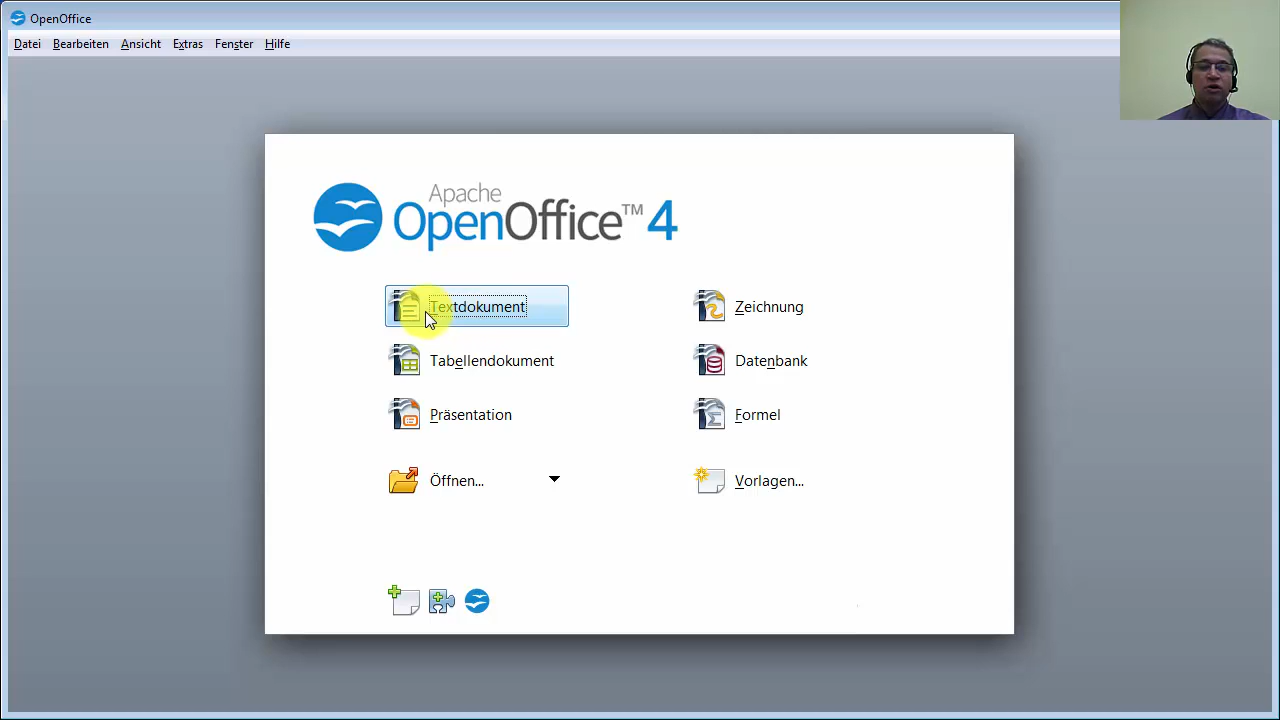 OpenOffice
Datei Bearbeiten Ansicht Extras Fenster Hilfe
Apache
OpenOffice™ 4
Textdokument
Zeichnung
Tabellendokument
Datenbank
Präsentation
Formel
Öffnen...
Vorlagen...